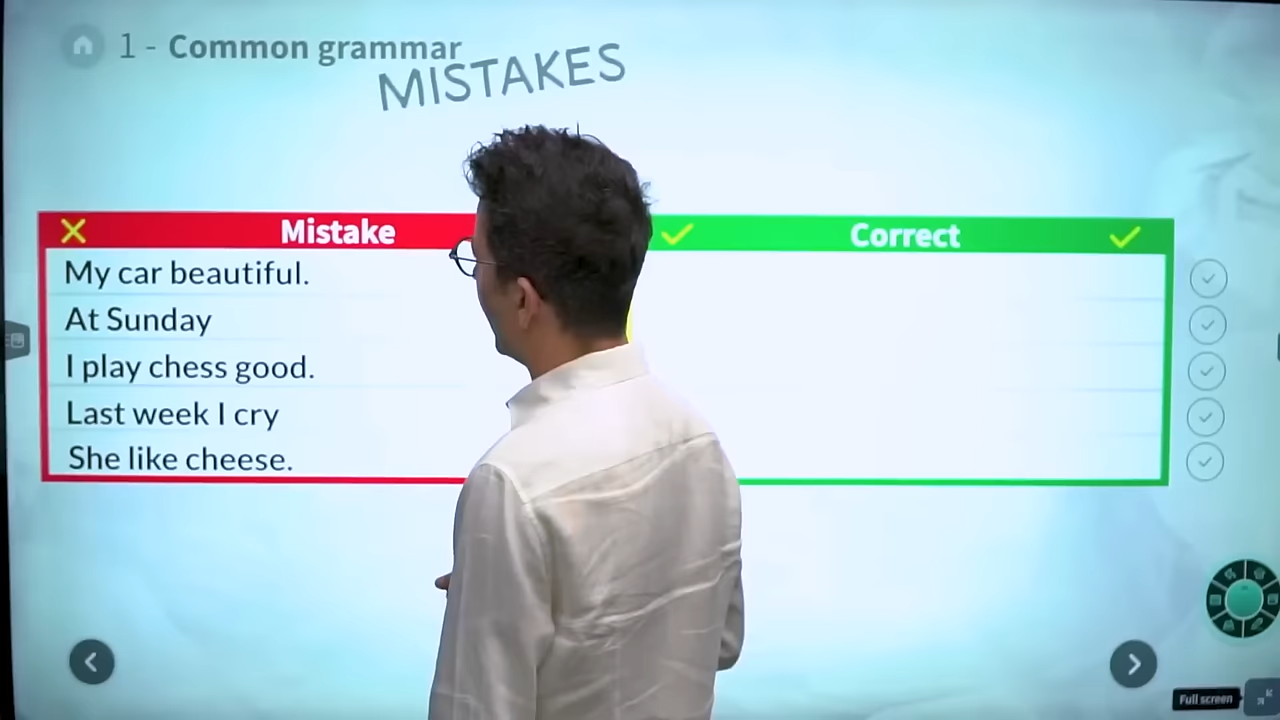 1 - Common grammar
MISTAKES
Mistake
Correct
My car beautiful.
At Sunday
I play chess good.
Last week I cry
She like cheese.
Full screen